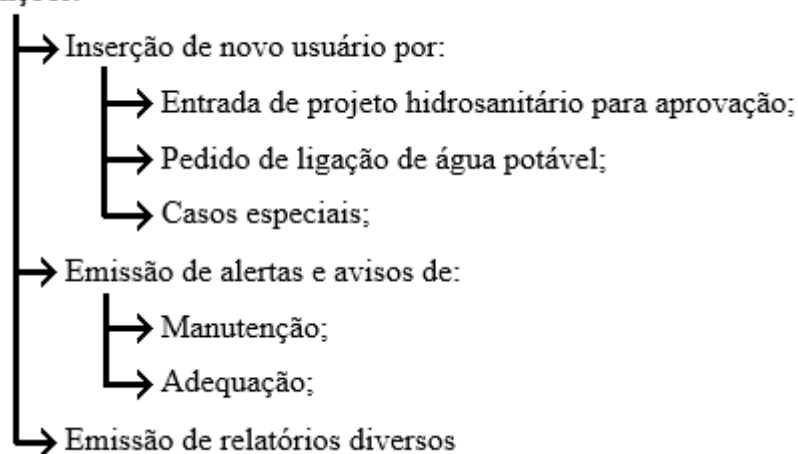 Inserção de novo usuário por:
Entrada de projeto hidrosanitário para aprovação;
Pedido de ligação de água potável;
Casos especiais;
Emissão de alertas e avisos de:
Manutenção;
Adequação;
Emissão de relatórios diversos